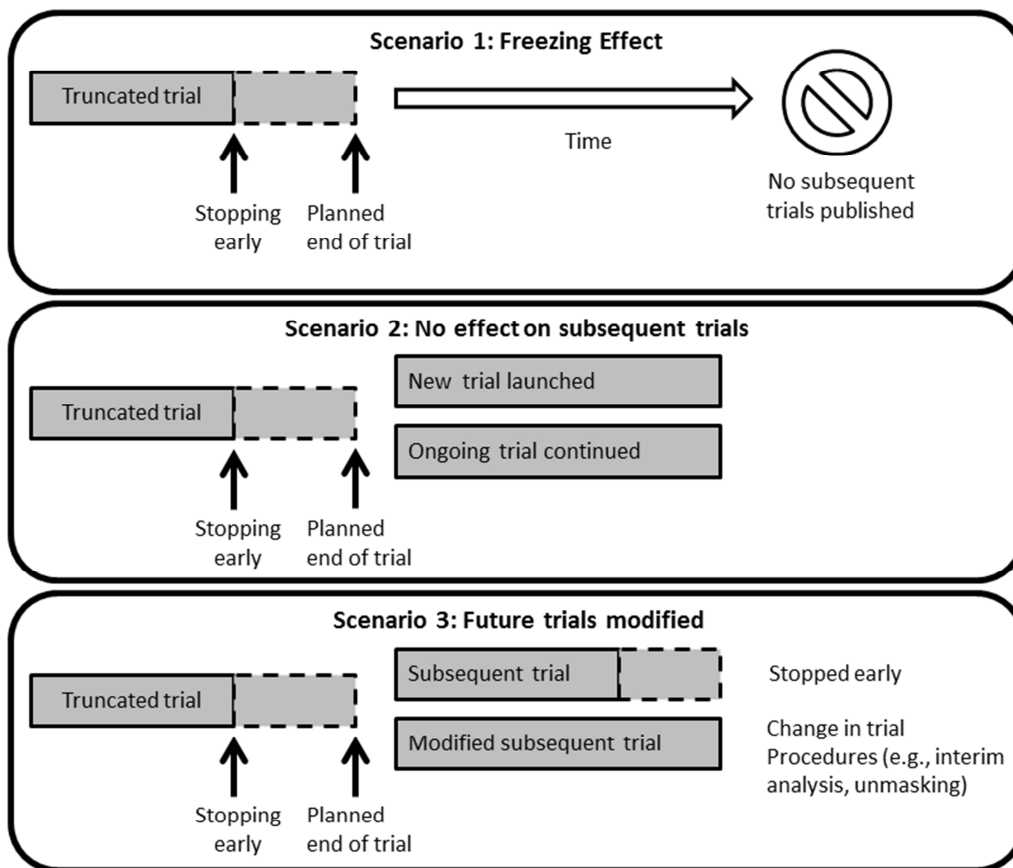 Scenario 1: Freezing Effect
Truncated trial
Time
Stopping
early
Planned
end of trial
No subsequent
trials published
Scenario 2: No effect on subsequent trials
New trial launched
Truncated trial
Ongoing trial continued
Stopping
early
Planned
end of trial
Scenario 3: Future trials modified
Subsequent trial
Stopped early
Truncated trial
Modified subsequent trial
Change in trial
Procedures (e.g., interim
analysis, unmasking)
Stopping
early
Planned
end of trial